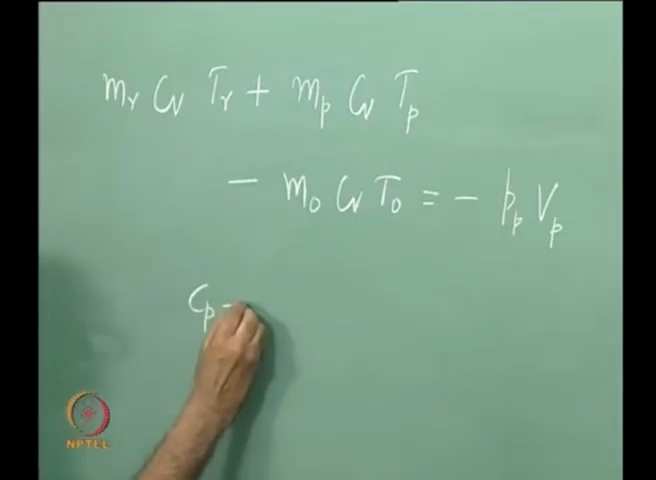 mᵣ Cᵥ Tᵣ + mₚ Cᵥ Tₚ
− m₀ Cᵥ T₀ = − pₚ Vₚ
Cₚ −
NPTEL